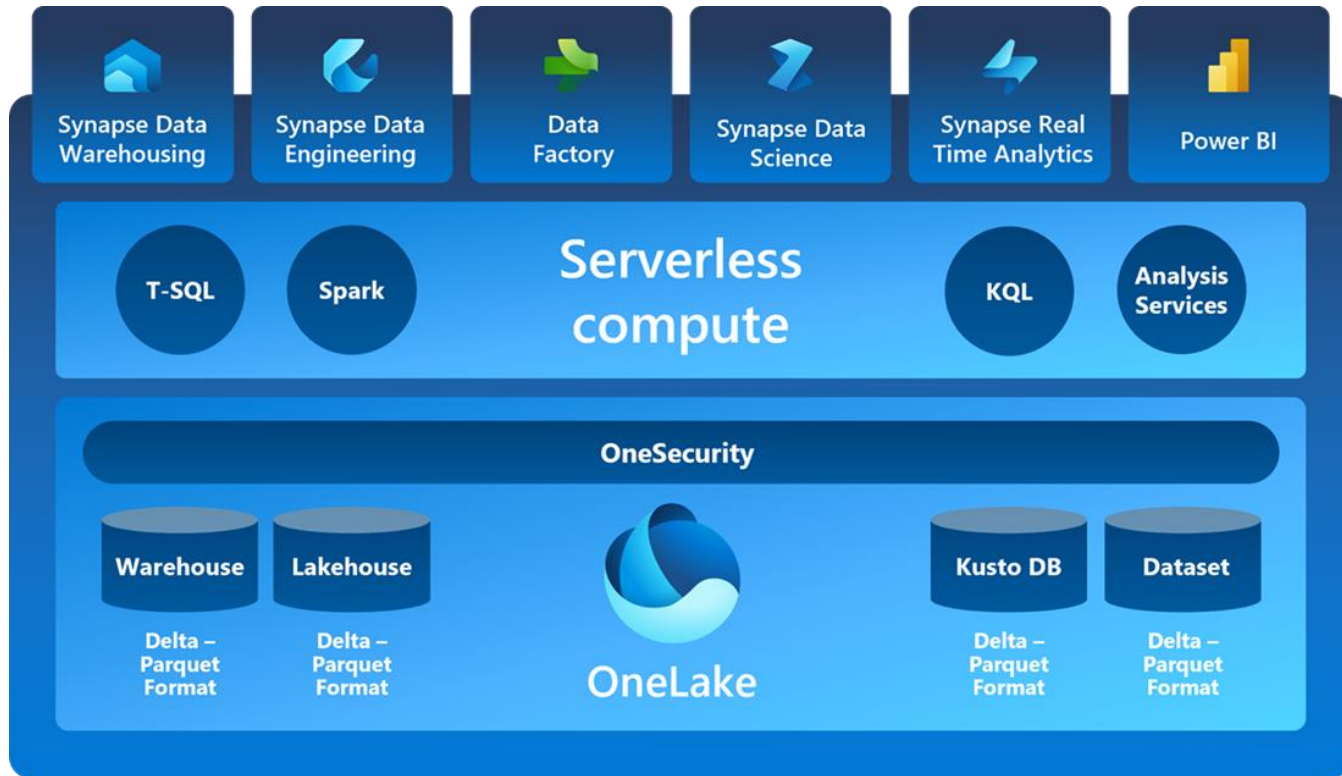 Synapse Data
Warehousing
Synapse Data
Engineering
Data
Factory
Synapse Data
Science
Synapse Real
Time Analytics
Power BI
T-SQL
Spark
Serverless
compute
KQL
Analysis
Services
OneSecurity
Warehouse
Lakehouse
Kusto DB
Dataset
Delta –
Parquet
Format
Delta –
Parquet
Format
OneLake
Delta –
Parquet
Format
Delta –
Parquet
Format